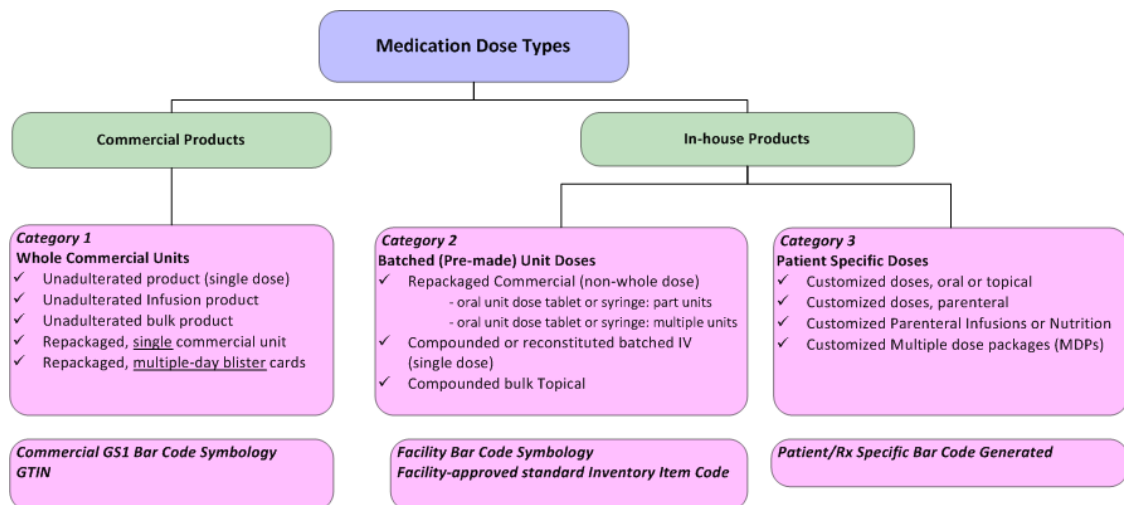 Medication Dose Types
Commercial Products
In-house Products
Category 1
Whole Commercial Units
✓ Unadulterated product (single dose)
✓ Unadulterated Infusion product
✓ Unadulterated bulk product
✓ Repackaged, single commercial unit
✓ Repackaged, multiple-day blister cards
Category 2
Batched (Pre-made) Unit Doses
✓ Repackaged Commercial (non-whole dose)
- oral unit dose tablet or syringe: part units
- oral unit dose tablet or syringe: multiple units
✓ Compounded or reconstituted batched IV
(single dose)
✓ Compounded bulk Topical
Category 3
Patient Specific Doses
✓ Customized doses, oral or topical
✓ Customized doses, parenteral
✓ Customized Parenteral Infusions or Nutrition
✓ Customized Multiple dose packages (MDPs)
Commercial GS1 Bar Code Symbology
GTIN
Facility Bar Code Symbology
Facility-approved standard Inventory Item Code
Patient/Rx Specific Bar Code Generated